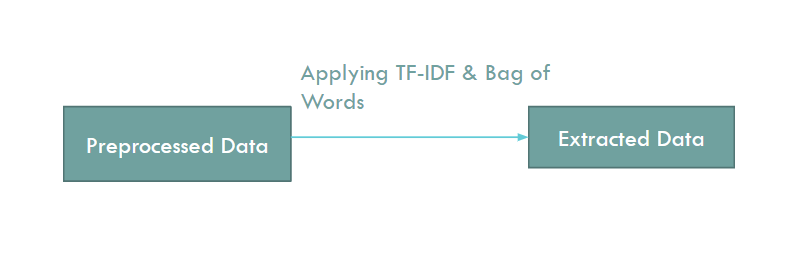 Applying TF-IDF & Bag of
Words
Preprocessed Data
Extracted Data